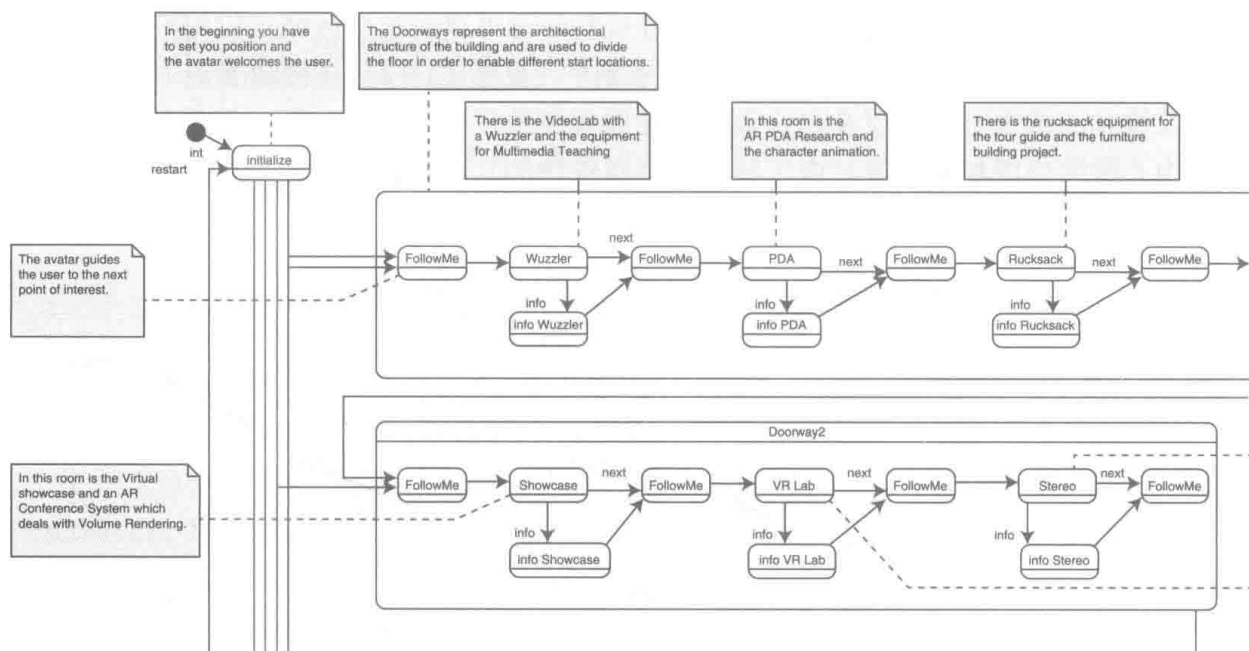 In the beginning you have
to set you position and
the avatar welcomes the user.
The Doorways represent the architectional
structure of the building and are used to divide
the floor in order to enable different start locations.
There is the VideoLab with
a Wuzzler and the equipment
for Multimedia Teaching
In this room is the
AR PDA Research and
the character animation.
There is the rucksack equipment for
the tour guide and the furniture
building project.
int
restart
initialize
The avatar guides
the user to the next
point of interest.
FollowMe
Wuzzler
next
FollowMe
PDA
next
FollowMe
Rucksack
next
FollowMe
info
info Wuzzler
info
info PDA
info
info Rucksack
Doorway2
In this room is the Virtual
showcase and an AR
Conference System which
deals with Volume Rendering.
FollowMe
Showcase
next
FollowMe
VR Lab
next
FollowMe
Stereo
next
FollowMe
info
info Showcase
info
info VR Lab
info
info Stereo